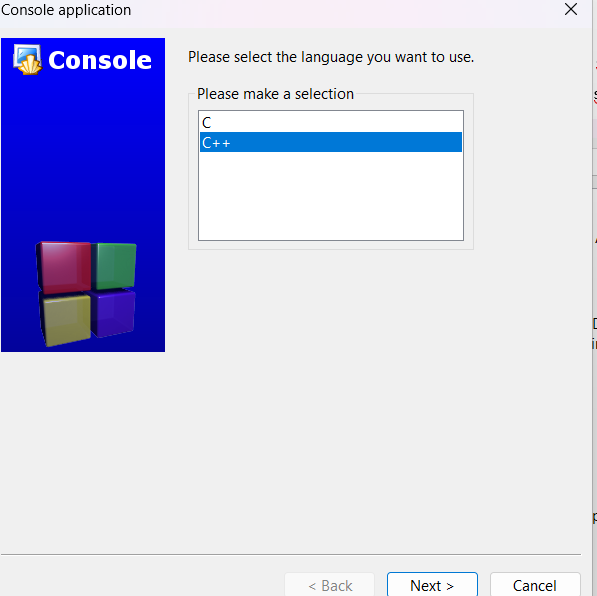 Console application
Console
Please select the language you want to use.
Please make a selection
C
C++
< Back
Next >
Cancel